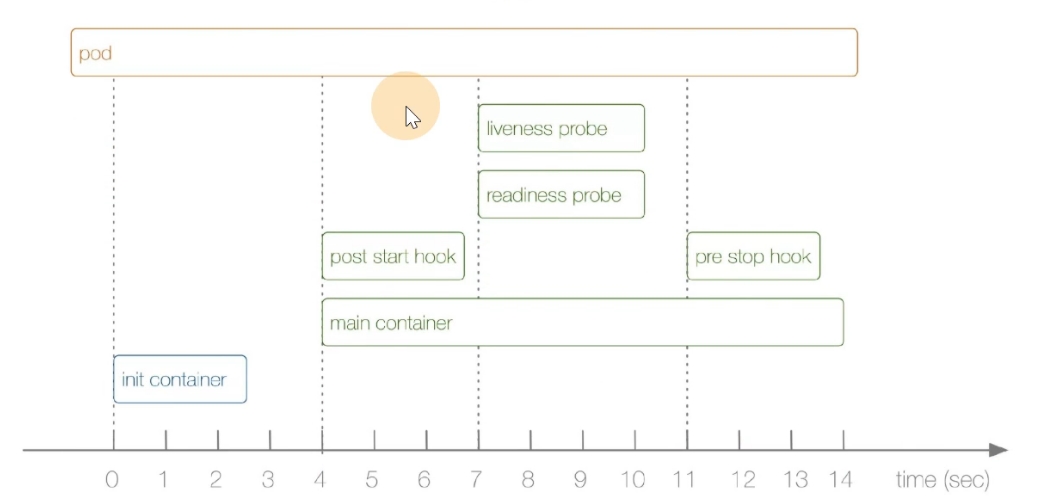 pod
liveness probe
readiness probe
post start hook
pre stop hook
main container
init container
0 1 2 3 4 5 6 7 8 9 10 11 12 13 14 time (sec)